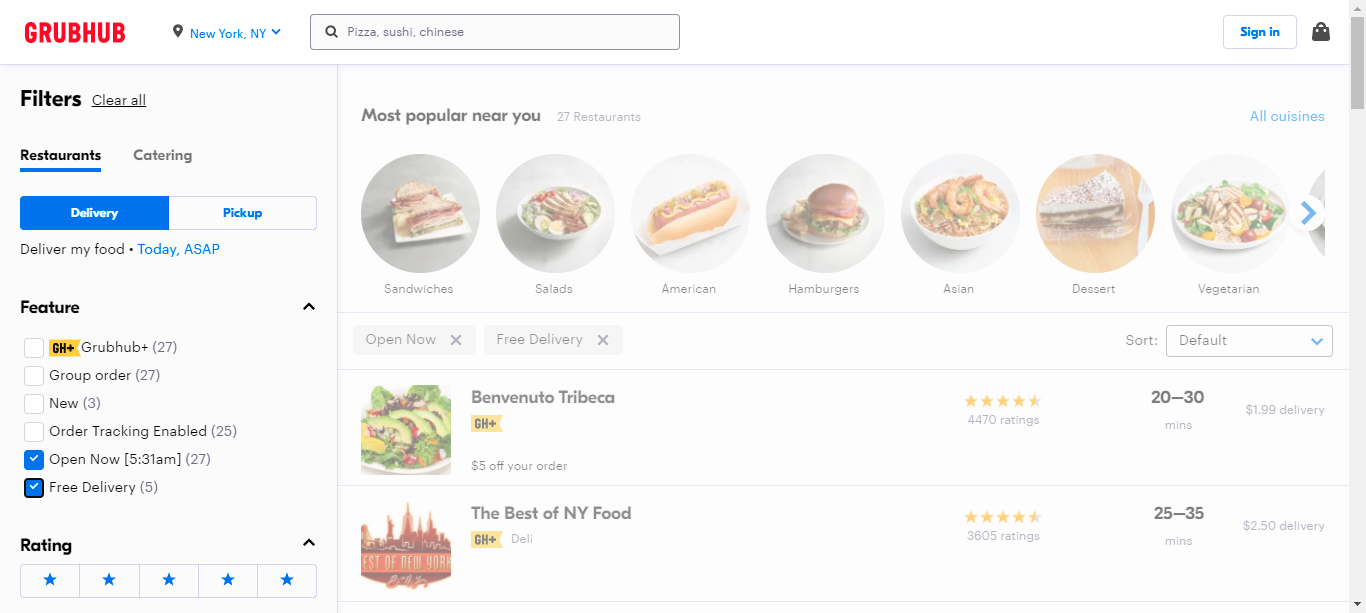 GRUBHUB
New York, NY
Pizza, sushi, chinese
Sign in
Filters Clear all
Restaurants Catering
Delivery Pickup
Deliver my food • Today, ASAP
Feature
GH+ Grubhub+ (27)
Group order (27)
New (3)
Order Tracking Enabled (25)
Open Now [5:31am] (27)
Free Delivery (5)
Rating
Most popular near you 27 Restaurants
All cuisines
Sandwiches
Salads
American
Hamburgers
Asian
Dessert
Vegetarian
Open Now
Free Delivery
Sort: Default
Benvenuto Tribeca
GH+
$5 off your order
4470 ratings
20–30
mins
$1.99 delivery
The Best of NY Food
GH+ Deli
3605 ratings
25–35
mins
$2.50 delivery
EST OF NEW YORK